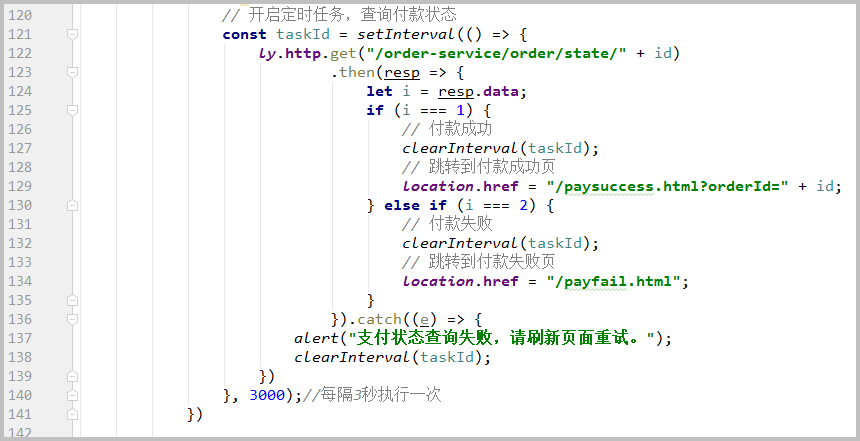 120 // 开启定时任务，查询付款状态
121 const taskId = setInterval(() => {
122 ly.http.get("/order-service/order/state/" + id)
123 .then(resp => {
124 let i = resp.data;
125 if (i === 1) {
126 // 付款成功
127 clearInterval(taskId);
128 // 跳转到付款成功页
129 location.href = "/paysuccess.html?orderId=" + id;
130 } else if (i === 2) {
131 // 付款失败
132 clearInterval(taskId);
133 // 跳转到付款失败页
134 location.href = "/payfail.html";
135 }
136 }).catch((e) => {
137 alert("支付状态查询失败，请刷新页面重试。");
138 clearInterval(taskId);
139 })
140 }, 3000);//每隔3秒执行一次
141 })
142